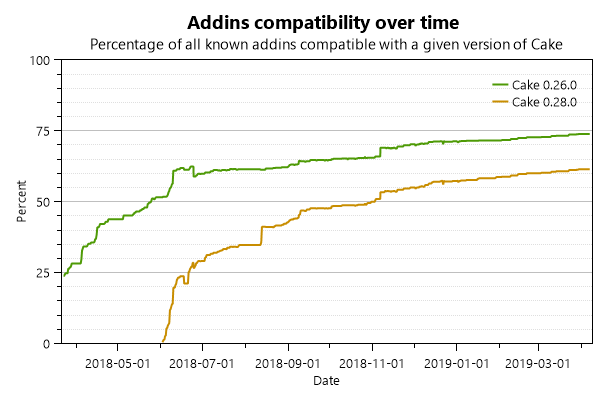 Addins compatibility over time
Percentage of all known addins compatible with a given version of Cake
100
Cake 0.26.0
Cake 0.28.0
75
50
25
0
Percent
2018-05-01 2018-07-01 2018-09-01 2018-11-01 2019-01-01 2019-03-01
Date